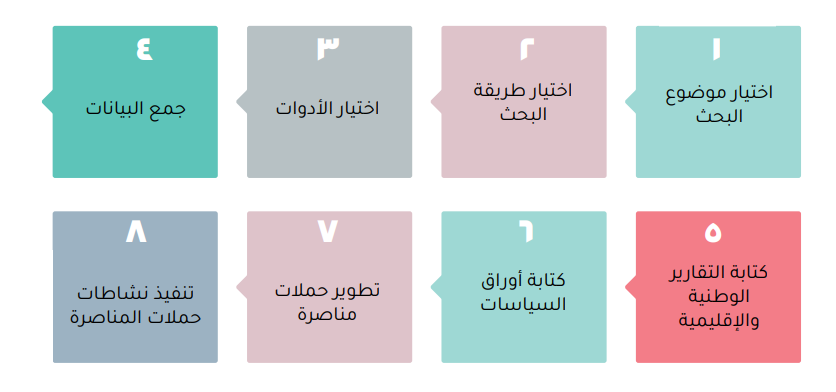 ١
اختيار موضوع
البحث
٢
اختيار طريقة
البحث
٣
اختيار الأدوات
٤
جمع البيانات
٥
كتابة التقارير
الوطنية
والإقليمية
٦
كتابة أوراق
السياسات
٧
تطوير حملات
مناصرة
٨
تنفيذ نشاطات
حملات المناصرة